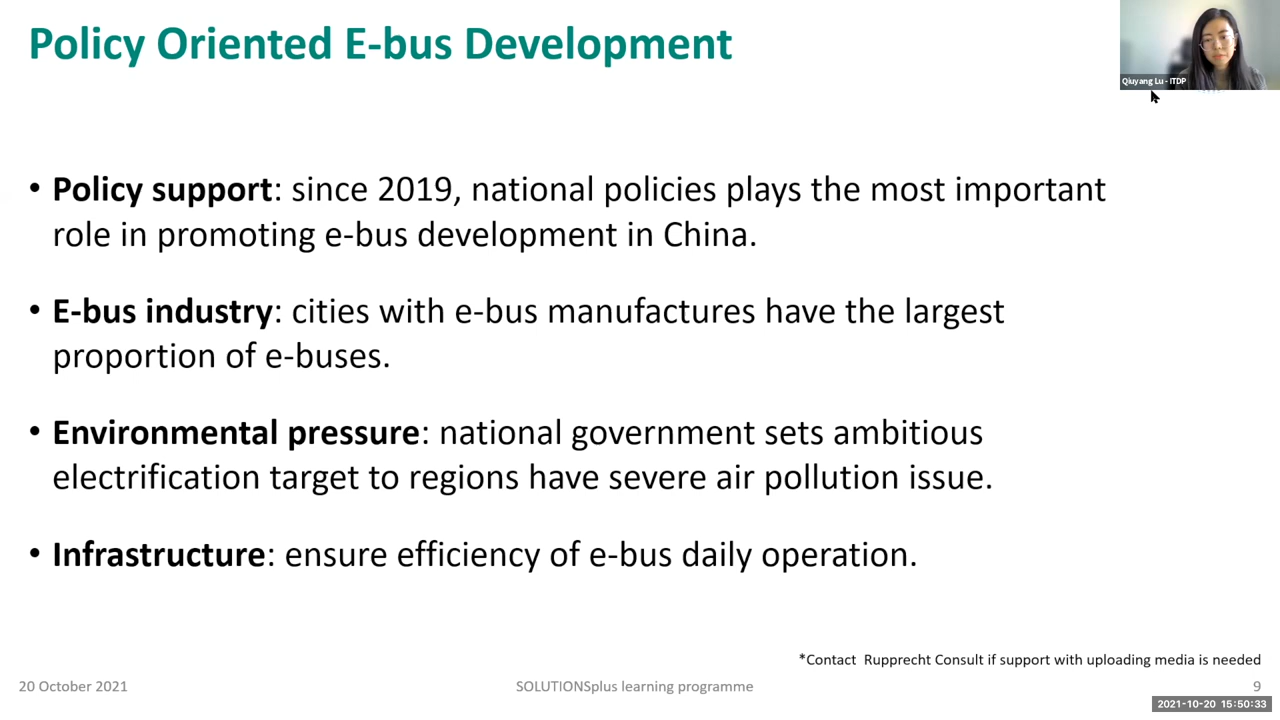 Policy Oriented E-bus Development
Qiuyang Lu - ITDP
• Policy support: since 2019, national policies plays the most important
role in promoting e-bus development in China.
• E-bus industry: cities with e-bus manufactures have the largest
proportion of e-buses.
• Environmental pressure: national government sets ambitious
electrification target to regions have severe air pollution issue.
• Infrastructure: ensure efficiency of e-bus daily operation.
*Contact Rupprecht Consult if support with uploading media is needed
20 October 2021
SOLUTIONSplus learning programme
9
2021-10-20 15:50:33